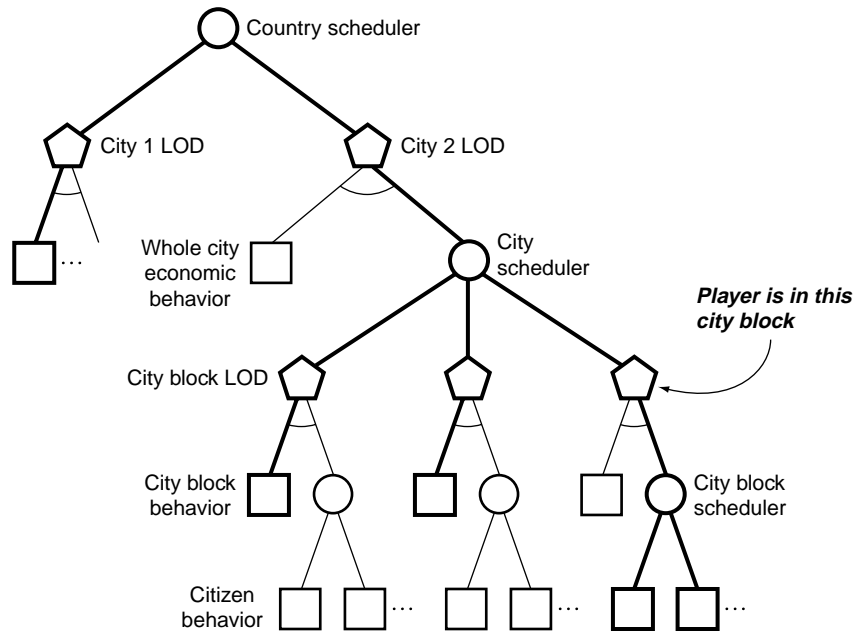 Country scheduler
City 1 LOD
City 2 LOD
...
Whole city
economic
behavior
City
scheduler
Player is in this
city block
City block LOD
City block
behavior
City block
scheduler
Citizen
behavior
...
...
...